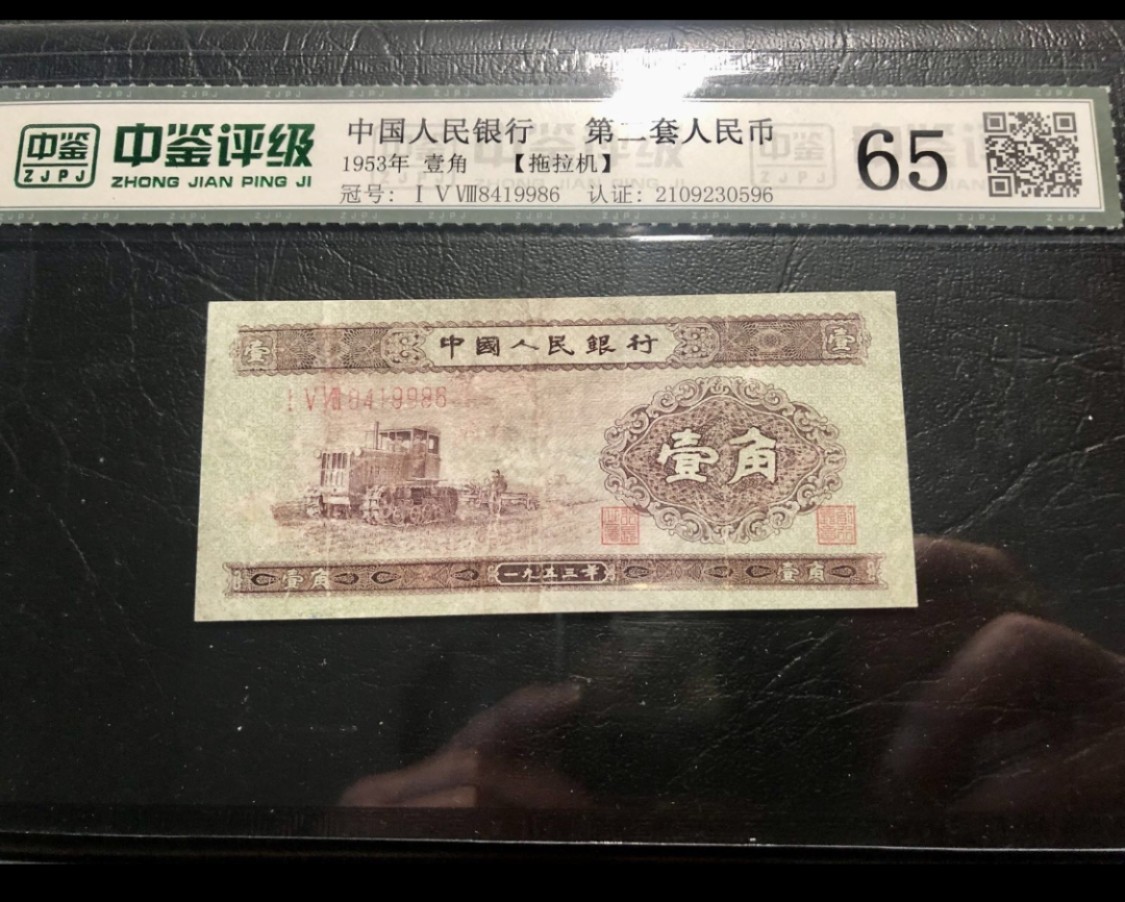 中鉴
ZJPJ
中鉴评级
ZHONG JIAN PING JI
中国人民银行 第二套人民币
1953年 壹角 【拖拉机】
冠号: ⅠⅤⅧ8419986 认证: 2109230596
65
壹 中國人民銀行 壹
ⅠⅤⅧ8419986
壹角
壹角 一九五三年 壹角